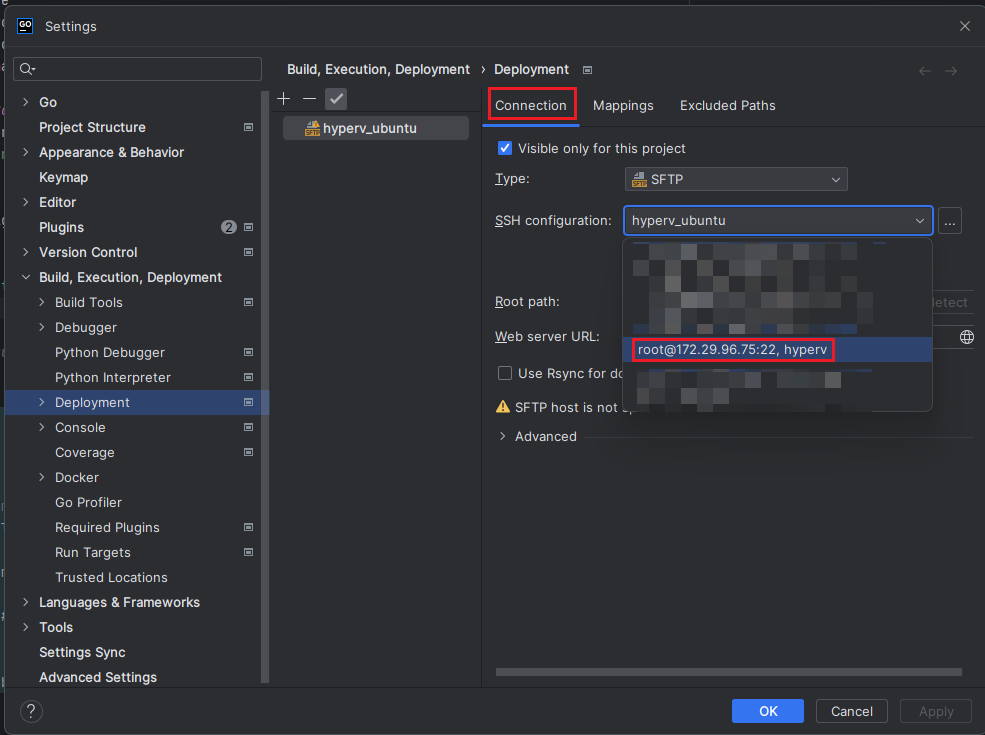 GO
Settings
Go
Project Structure
Appearance & Behavior
Keymap
Editor
Plugins 2
Version Control
Build, Execution, Deployment
Build Tools
Debugger
Python Debugger
Python Interpreter
Deployment
Console
Coverage
Docker
Go Profiler
Required Plugins
Run Targets
Trusted Locations
Languages & Frameworks
Tools
Settings Sync
Advanced Settings
?
Build, Execution, Deployment › Deployment
SFTP hyperv_ubuntu
Connection Mappings Excluded Paths
Visible only for this project
Type: SFTP SFTP
SSH configuration: hyperv_ubuntu ...
Root path: etect
Web server URL:
root@172.29.96.75:22, hyperv
Use Rsync for do
SFTP host is not
Advanced
OK Cancel Apply